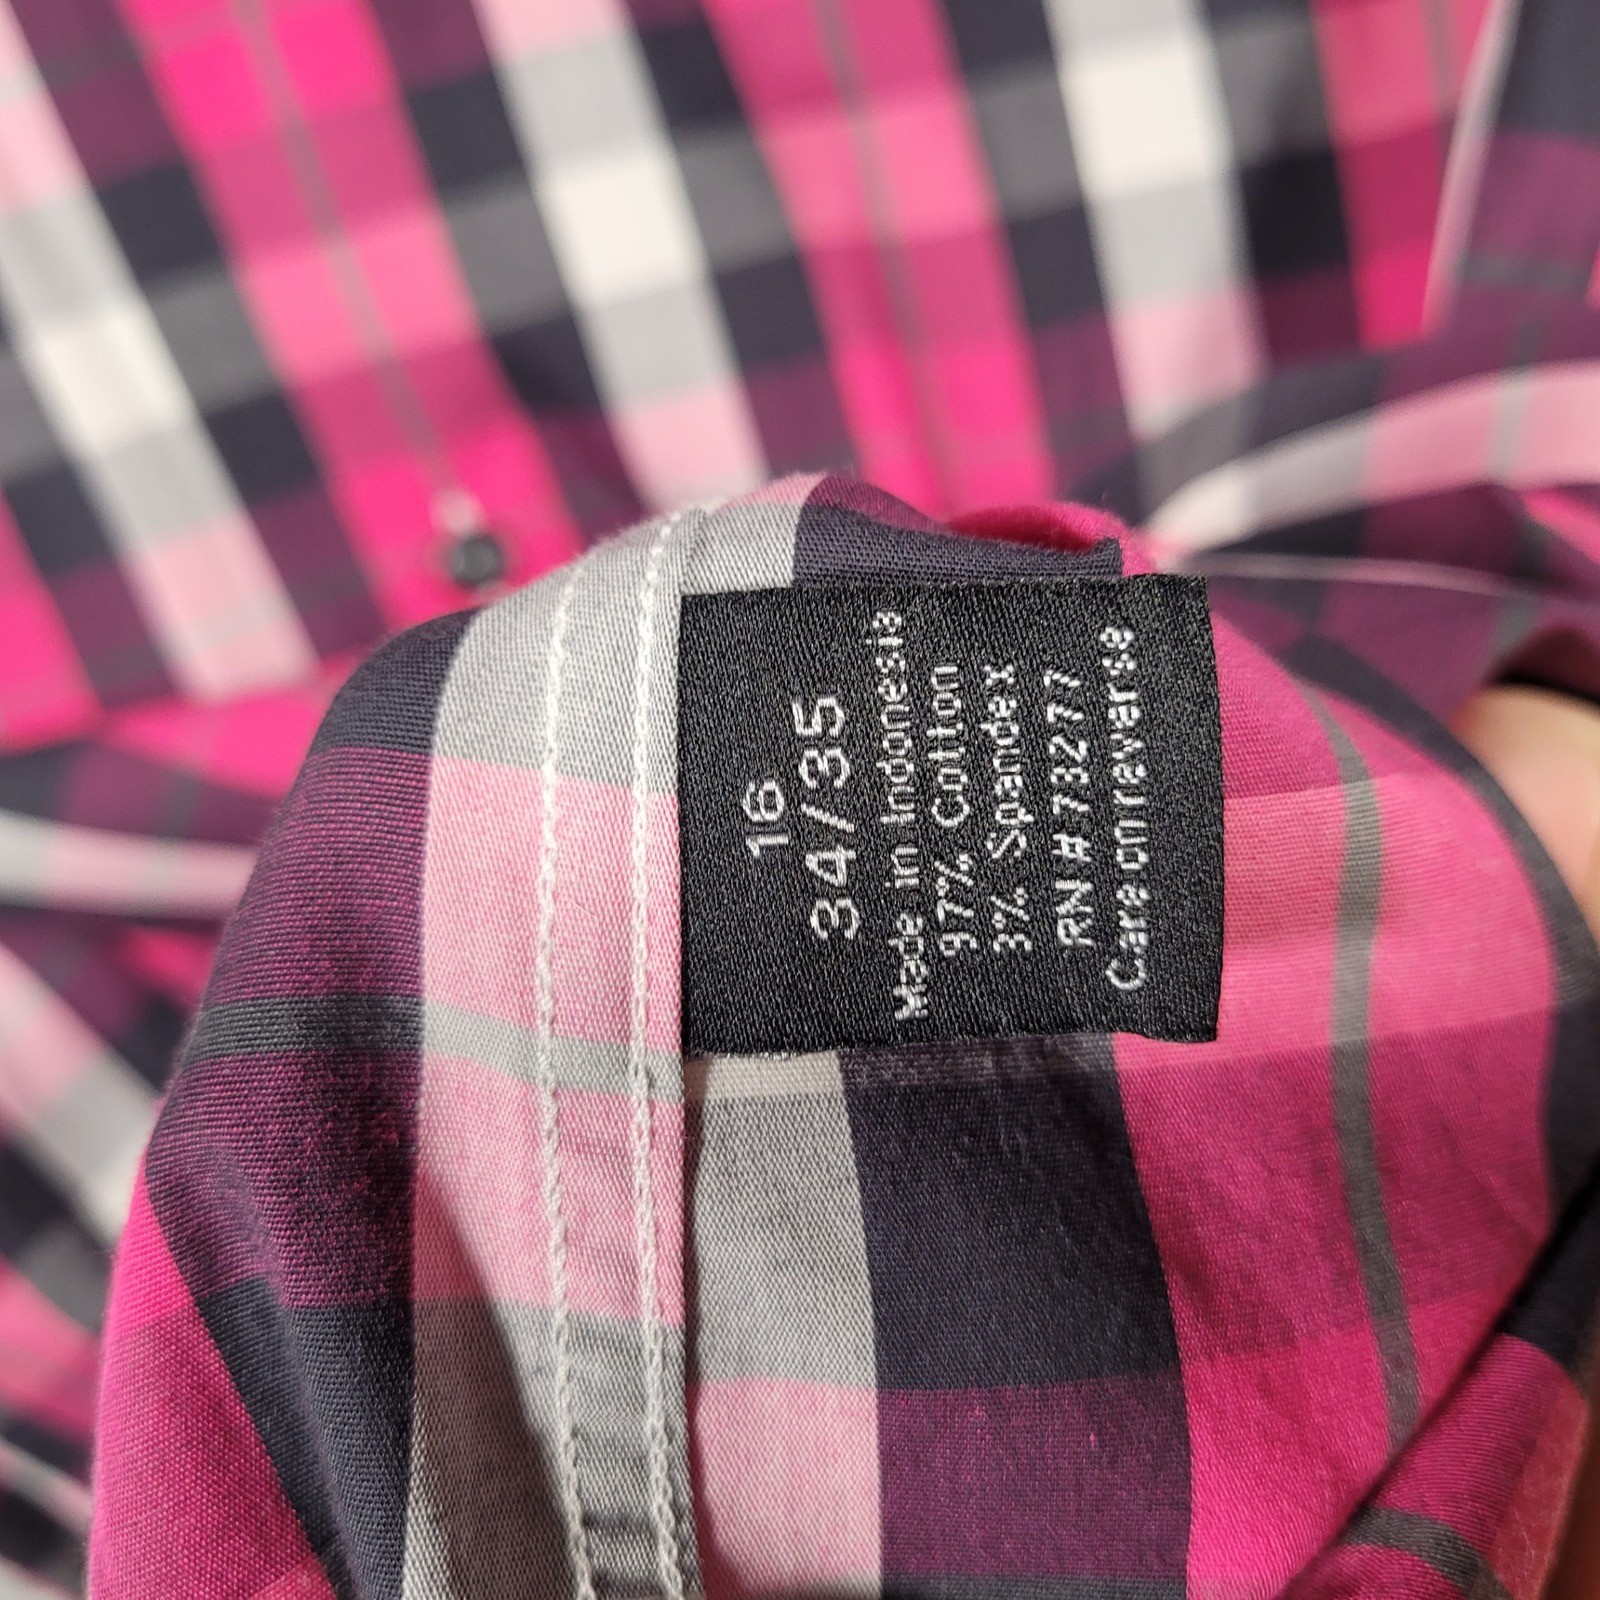 16
34/35
Made in Indonesia
97% Cotton
3% Spandex
RN # 73277
Care on reverse